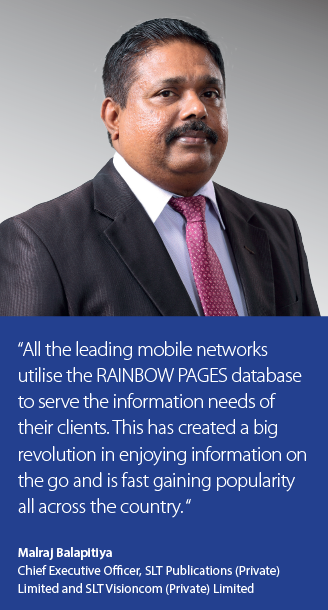 “All the leading mobile networks
utilise the RAINBOW PAGES database
to serve the information needs of
their clients. This has created a big
revolution in enjoying information on
the go and is fast gaining popularity
all across the country. “
Malraj Balapitiya
Chief Executive Officer, SLT Publications (Private)
Limited and SLT Visioncom (Private) Limited